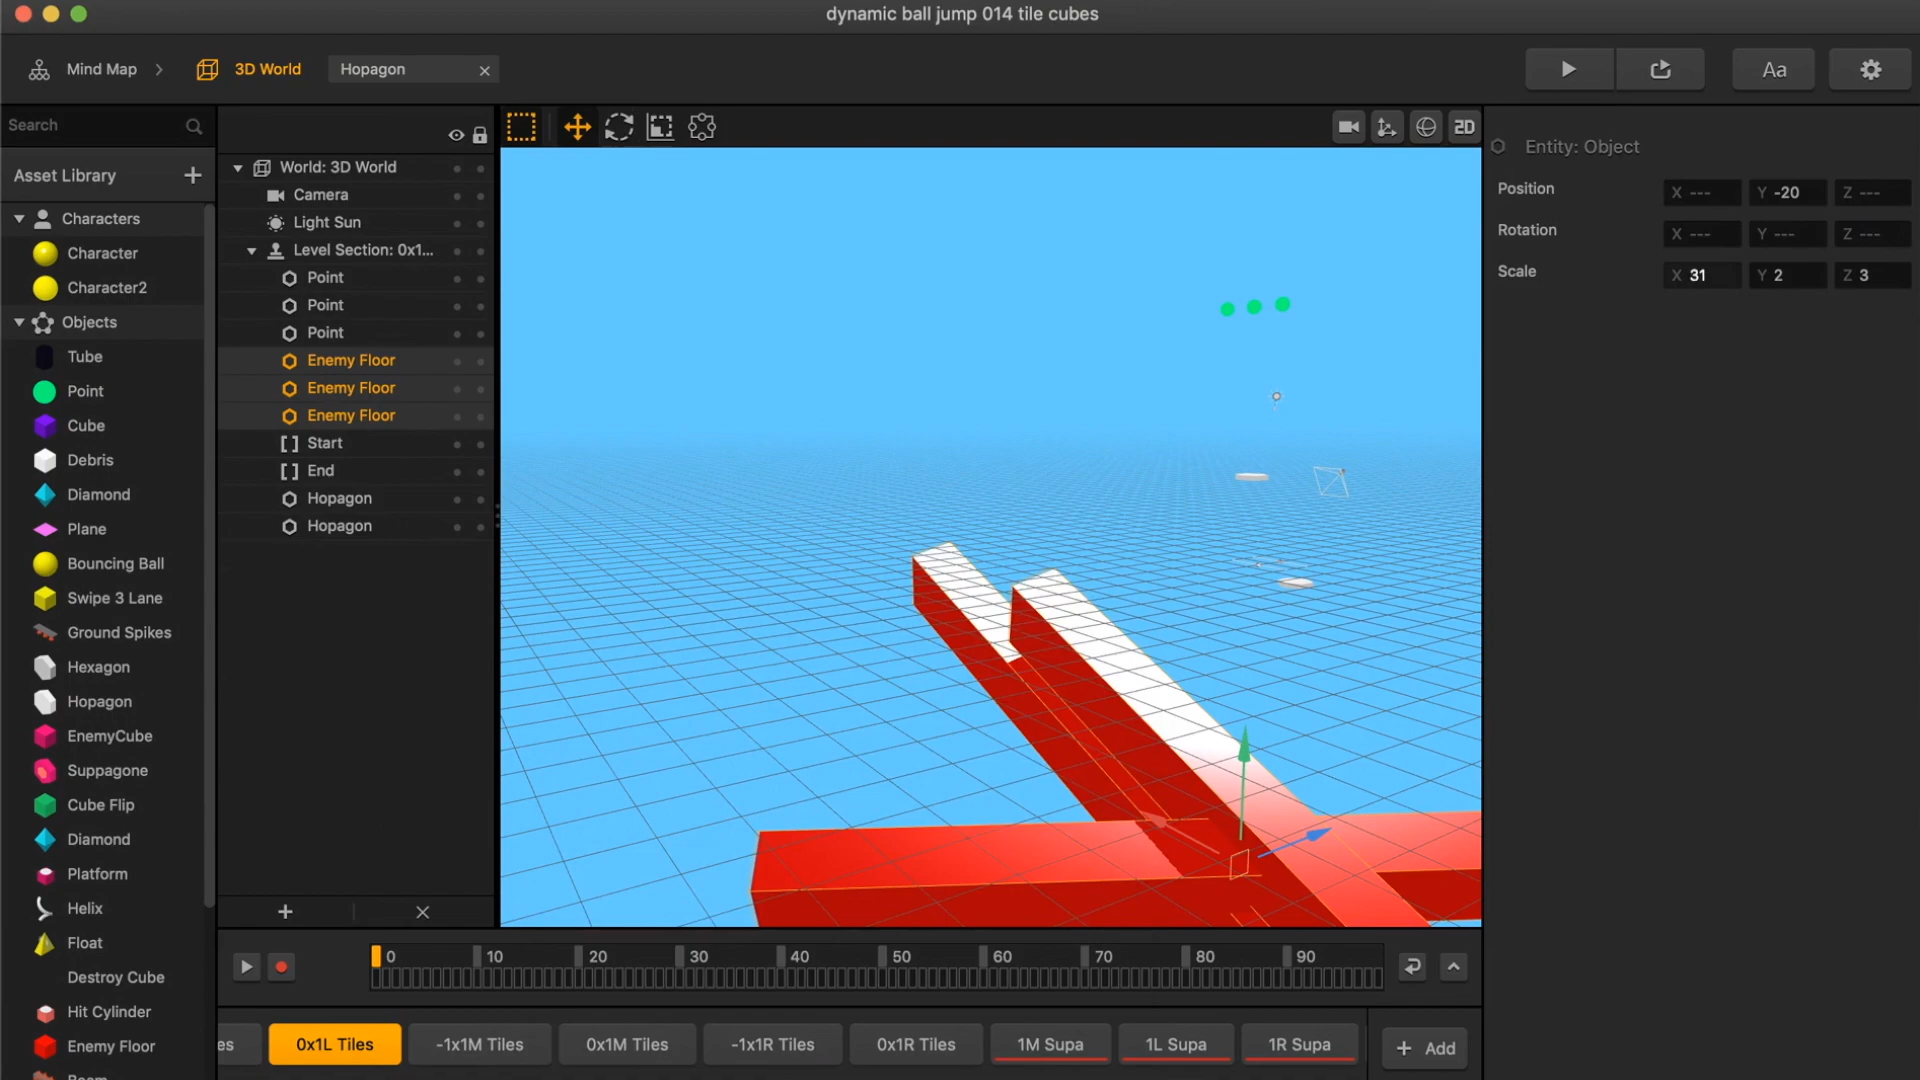 dynamic ball jump 014 tile cubes
Mind Map
3D World
Hopagon
Aa
Search
Asset Library
Characters
Character
Character2
Objects
Tube
Point
Cube
Debris
Diamond
Plane
Bouncing Ball
Swipe 3 Lane
Ground Spikes
Hexagon
Hopagon
EnemyCube
Suppagone
Cube Flip
Diamond
Platform
Helix
Float
Destroy Cube
Hit Cylinder
Enemy Floor
World: 3D World
Camera
Light Sun
Level Section: 0x1...
Point
Point
Point
Enemy Floor
Enemy Floor
Enemy Floor
Start
End
Hopagon
Hopagon
2D
Entity: Object
Position X --- Y -20 Z ---
Rotation X --- Y --- Z ---
Scale X 31 Y 2 Z 3
0 10 20 30 40 50 60 70 80 90
es 0x1L Tiles -1x1M Tiles 0x1M Tiles -1x1R Tiles 0x1R Tiles 1M Supa 1L Supa 1R Supa + Add